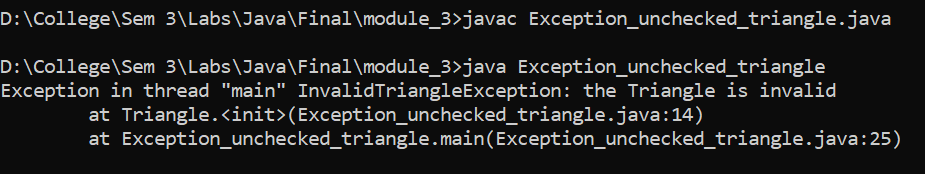 D:\College\Sem 3\Labs\Java\Final\module_3>javac Exception_unchecked_triangle.java
D:\College\Sem 3\Labs\Java\Final\module_3>java Exception_unchecked_triangle
Exception in thread "main" InvalidTriangleException: the Triangle is invalid
        at Triangle.<init>(Exception_unchecked_triangle.java:14)
        at Exception_unchecked_triangle.main(Exception_unchecked_triangle.java:25)